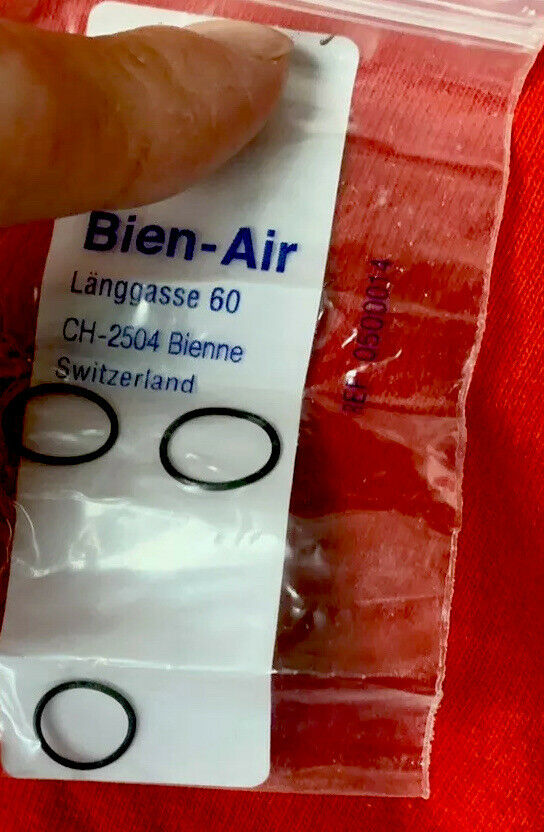 Bien-Air
Länggasse 60
CH-2504 Bienne
Switzerland
REF 0500014